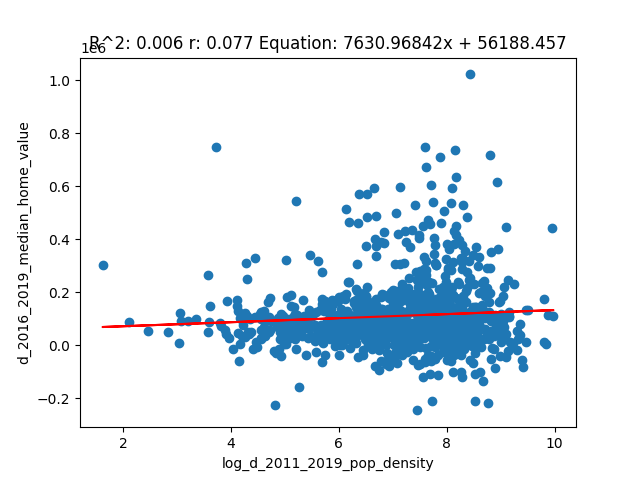 R^2: 0.006 r: 0.077 Equation: 7630.96842x + 56188.457
1e6
1.0
0.8
0.6
0.4
0.2
0.0
−0.2
d_2016_2019_median_home_value
2 4 6 8 10
log_d_2011_2019_pop_density